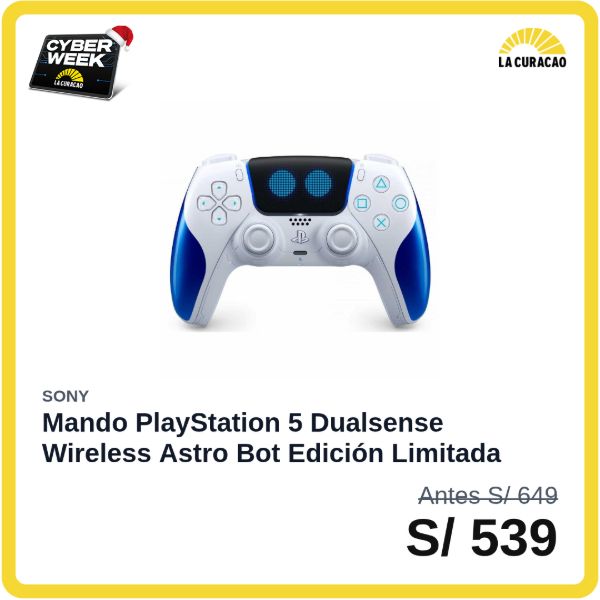 CYBER
WEEK
LA CURACAO
LA CURACAO
SONY
Mando PlayStation 5 Dualsense
Wireless Astro Bot Edición Limitada
Antes S/ 649
S/ 539